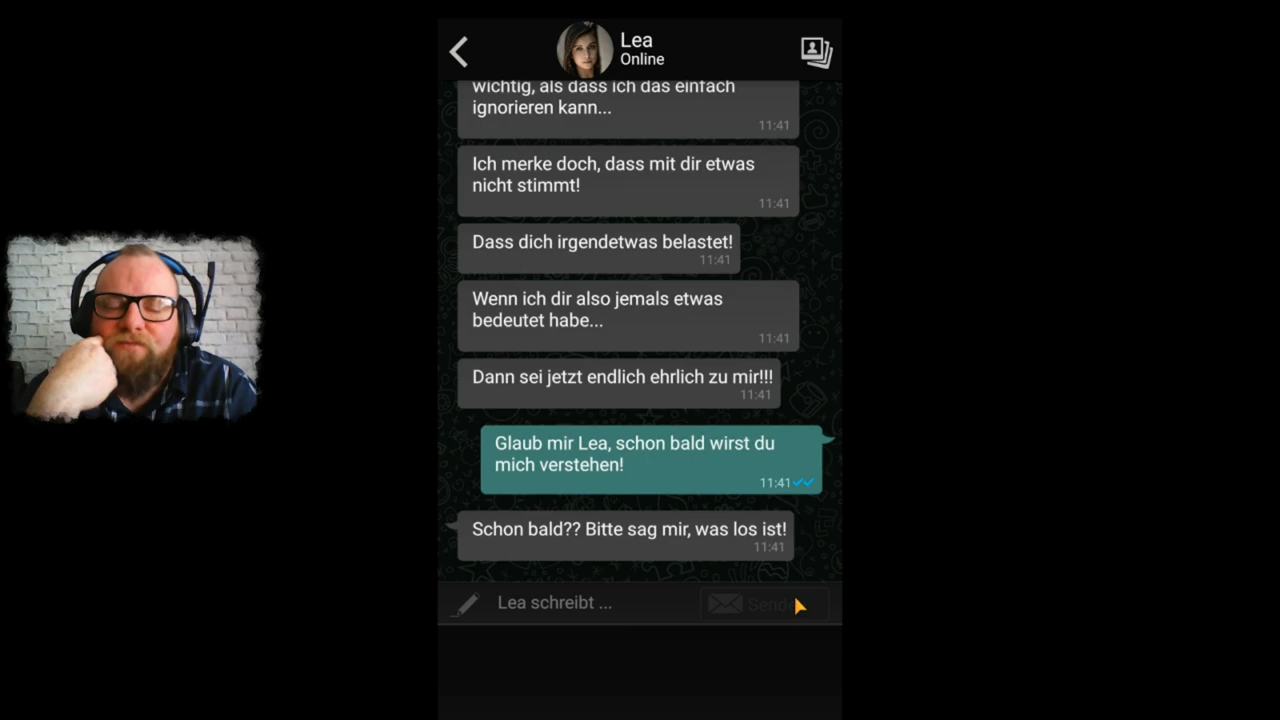 Lea
Online
wichtig, als dass ich das einfach
ignorieren kann...
11:41
Ich merke doch, dass mit dir etwas
nicht stimmt!
11:41
Dass dich irgendetwas belastet!
11:41
Wenn ich dir also jemals etwas
bedeutet habe...
11:41
Dann sei jetzt endlich ehrlich zu mir!!!
11:41
Glaub mir Lea, schon bald wirst du
mich verstehen!
11:41
Schon bald?? Bitte sag mir, was los ist!
11:41
Lea schreibt ...